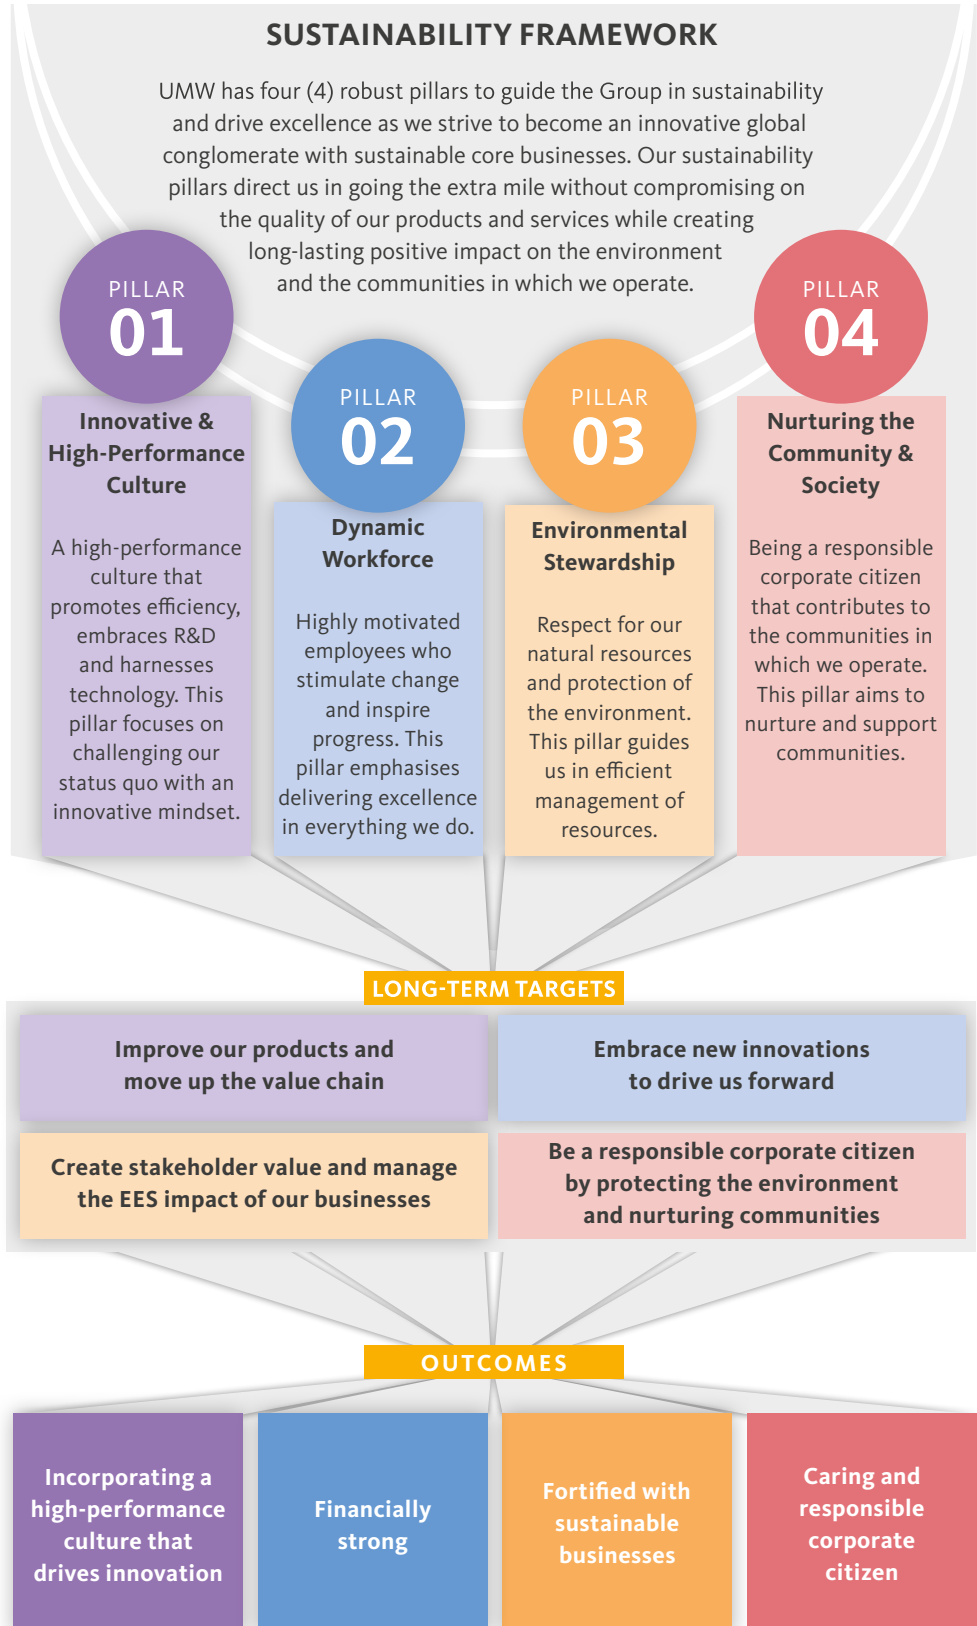 SUSTAINABILITY FRAMEWORK
UMW has four (4) robust pillars to guide the Group in sustainability
and drive excellence as we strive to become an innovative global
conglomerate with sustainable core businesses. Our sustainability
pillars direct us in going the extra mile without compromising on
the quality of our products and services while creating
long-lasting positive impact on the environment
and the communities in which we operate.
PILLAR
01
Innovative &
High-Performance
Culture
A high-performance
culture that
promotes efficiency,
embraces R&D
and harnesses
technology. This
pillar focuses on
challenging our
status quo with an
innovative mindset.
PILLAR
02
Dynamic
Workforce
Highly motivated
employees who
stimulate change
and inspire
progress. This
pillar emphasises
delivering excellence
in everything we do.
PILLAR
03
Environmental
Stewardship
Respect for our
natural resources
and protection of
the environment.
This pillar guides
us in efficient
management of
resources.
PILLAR
04
Nurturing the
Community &
Society
Being a responsible
corporate citizen
that contributes to
the communities in
which we operate.
This pillar aims to
nurture and support
communities.
LONG-TERM TARGETS
Improve our products and
move up the value chain
Embrace new innovations
to drive us forward
Create stakeholder value and manage
the EES impact of our businesses
Be a responsible corporate citizen
by protecting the environment
and nurturing communities
OUTCOMES
Incorporating a
high-performance
culture that
drives innovation
Financially
strong
Fortified with
sustainable
businesses
Caring and
responsible
corporate
citizen